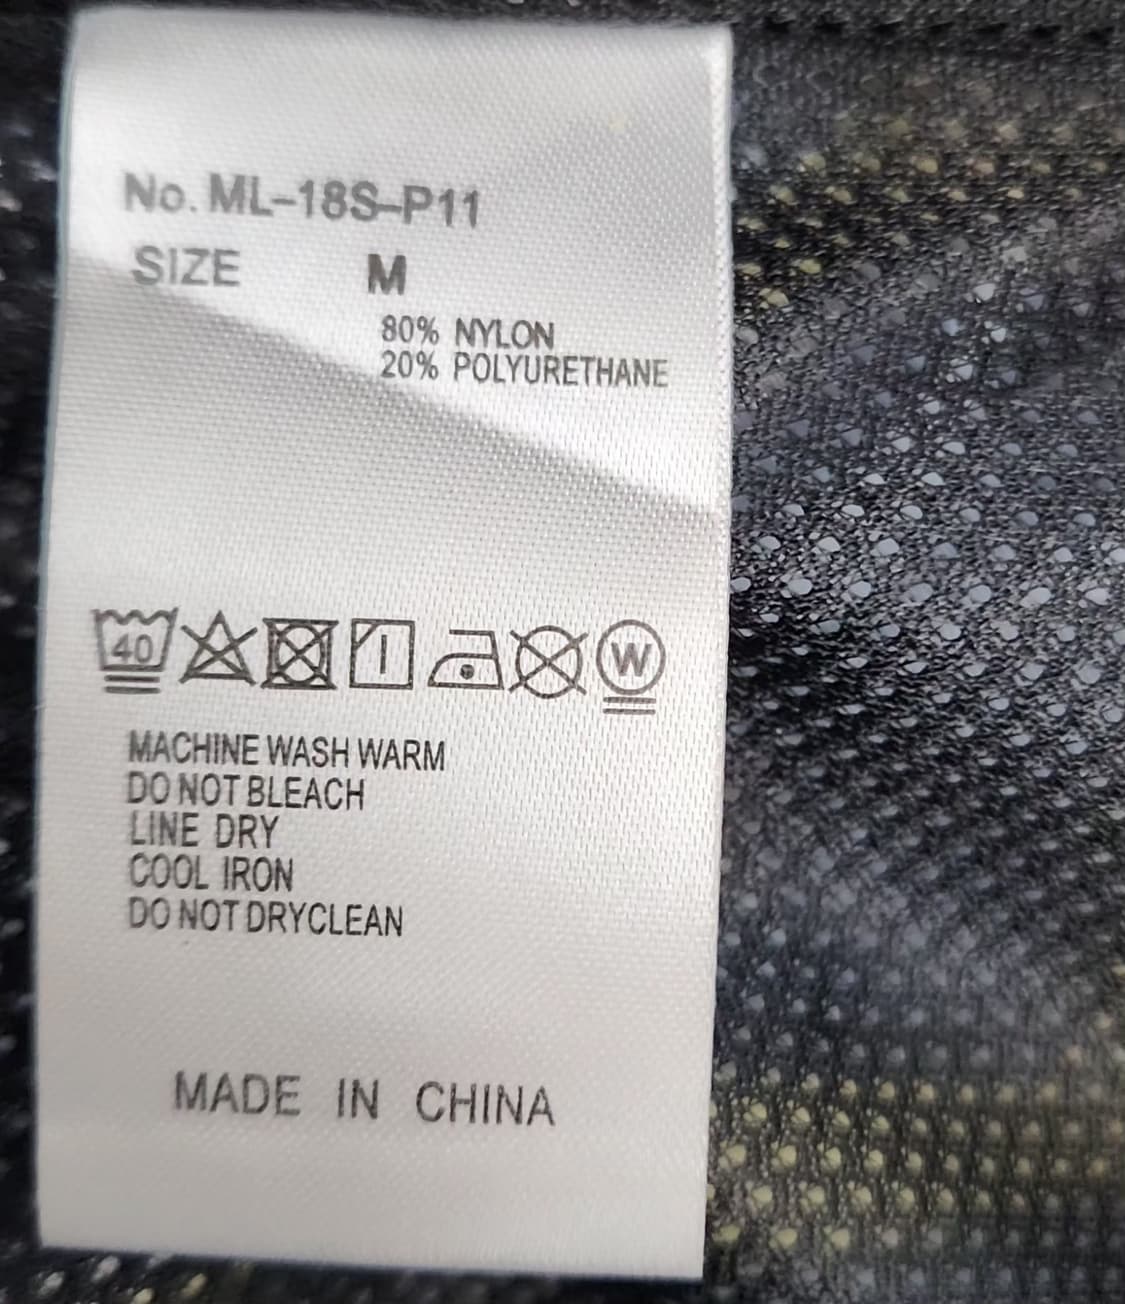 No. ML-18S-P11
SIZE M
80% NYLON
20% POLYURETHANE
40 W
MACHINE WASH WARM
DO NOT BLEACH
LINE DRY
COOL IRON
DO NOT DRYCLEAN
MADE IN CHINA